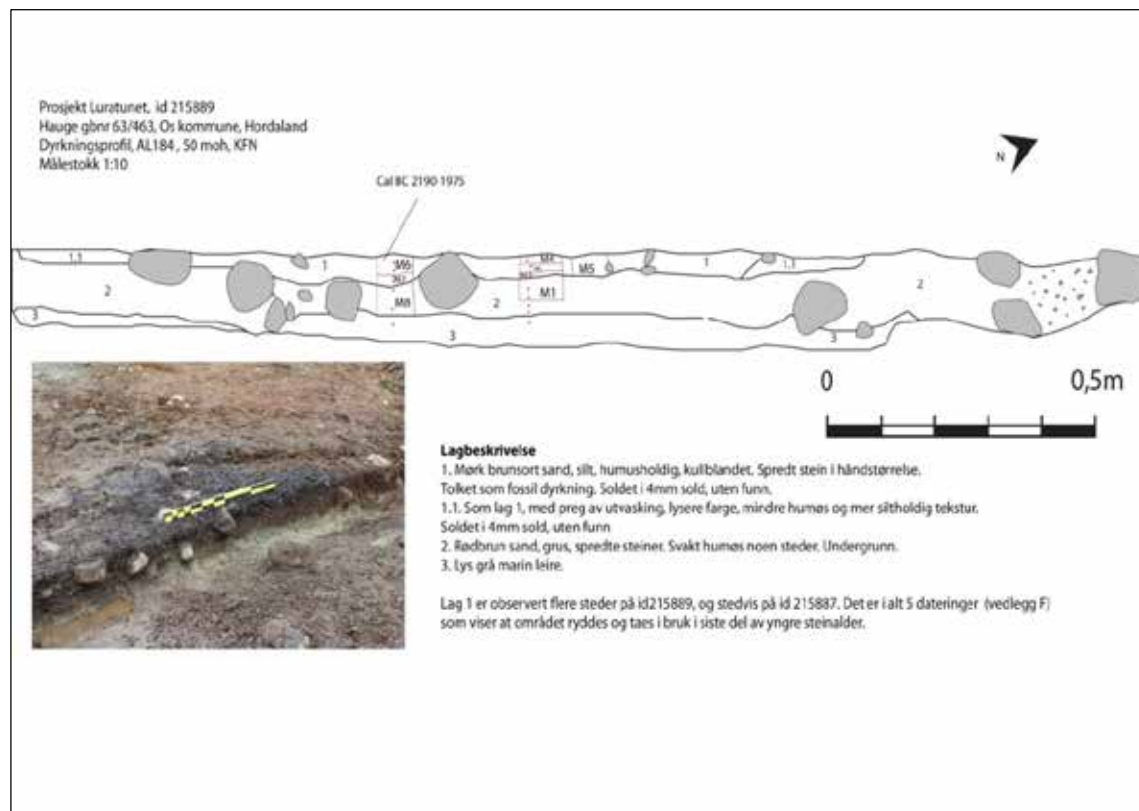 Prosjekt Luratunet, id 215889
Hauge gbnr 63/463, Os kommune, Hordaland
Dyrkningsprofil, AL184, 50 moh, KFN
Målestokk 1:10
N
Cal BC 2190-1975
1.1
2
3
1
M6
M8
2
3
M4
M1
M5
1
1.1
3
2
0
0,5m
Lagbeskrivelse
1. Mørk brunsort sand, silt, humusholdig, kullblandet. Spredt stein i håndstørrelse.
Tolket som fossil dyrkning. Soldet i 4mm sold, uten funn.
1.1. Som lag 1, med preg av utvasking, lysere farge, mindre humøs og mer siltholdig tekstur.
Soldet i 4mm sold, uten funn
2. Rødbrun sand, grus, spredte steiner. Svakt humøs noen steder. Undergrunn.
3. Lys grå marin leire.
Lag 1 er observert flere steder på id215889, og stedvis på id 215887. Det er i alt 5 dateringer (vedlegg F)
som viser at området ryddes og taes i bruk i siste del av yngre steinalder.